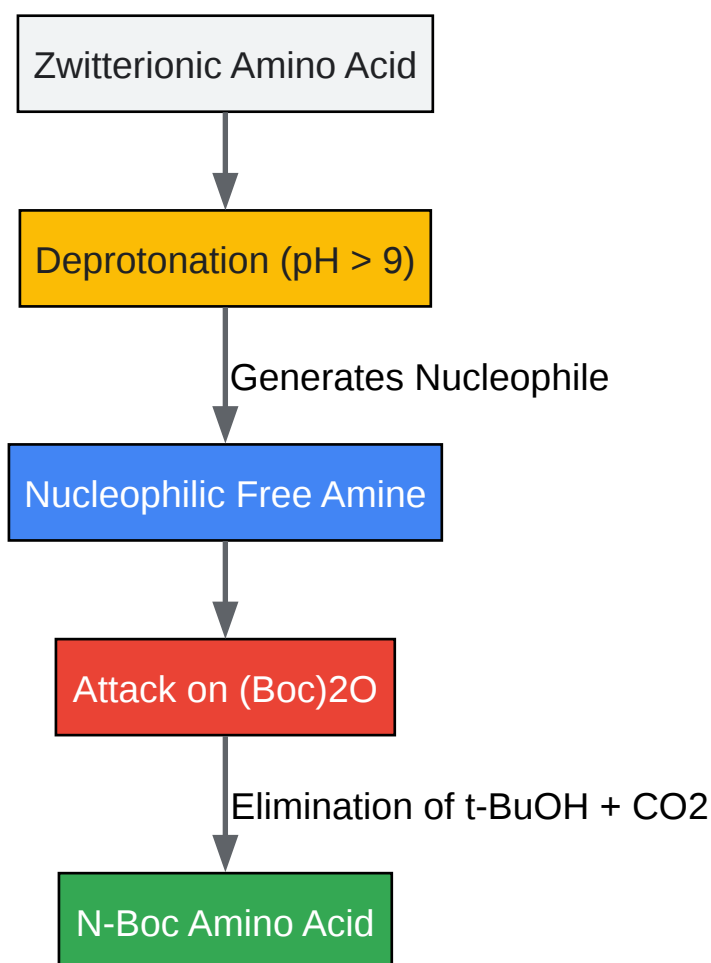 Zwitterionic Amino Acid
Deprotonation (pH > 9)
Generates Nucleophile
Nucleophilic Free Amine
Attack on (Boc)2O
Elimination of t-BuOH + CO2
N-Boc Amino Acid